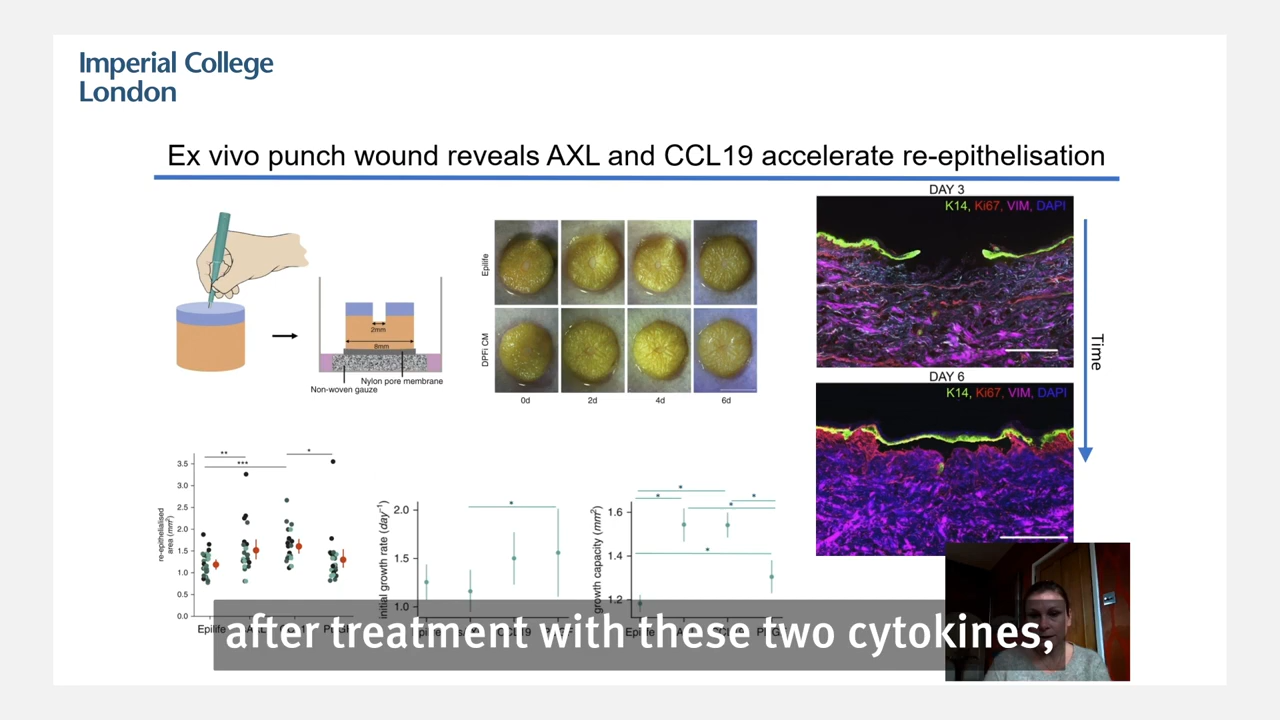 Imperial College
London
Ex vivo punch wound reveals AXL and CCL19 accelerate re-epithelisation
DAY 3
K14, Ki67, VIM, DAPI
Epilife
DPFi CM
0d
2d
4d
6d
2mm
8mm
Nylon pore membrane
Non-woven gauze
Time
DAY 6
K14, Ki67, VIM, DAPI
re-epithelialised
area (mm²)
3.5
3.0
2.5
2.0
1.5
1.0
0.5
0.0
**
***
*
Epilife
initial growth rate (day⁻¹)
2.0
1.5
1.0
*
growth capacity (mm²)
1.6
1.4
1.2
*
*
*
*
*
after treatment with these two cytokines,